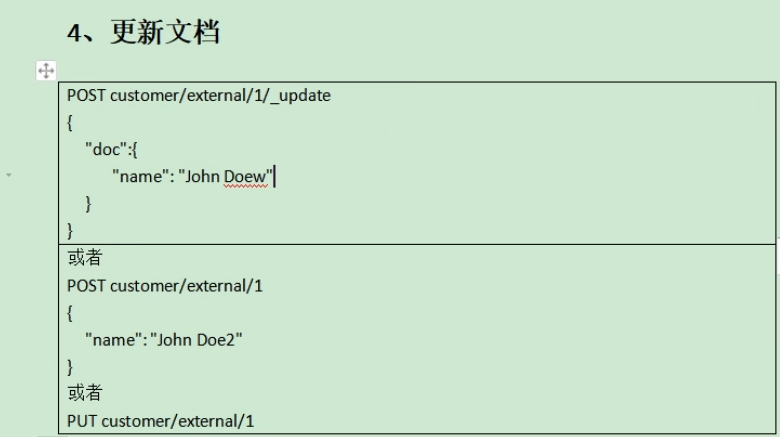 4、更新文档
POST customer/external/1/_update
{
"doc":{
"name": "John Doew"
}
}
或者
POST customer/external/1
{
"name": "John Doe2"
}
或者
PUT customer/external/1